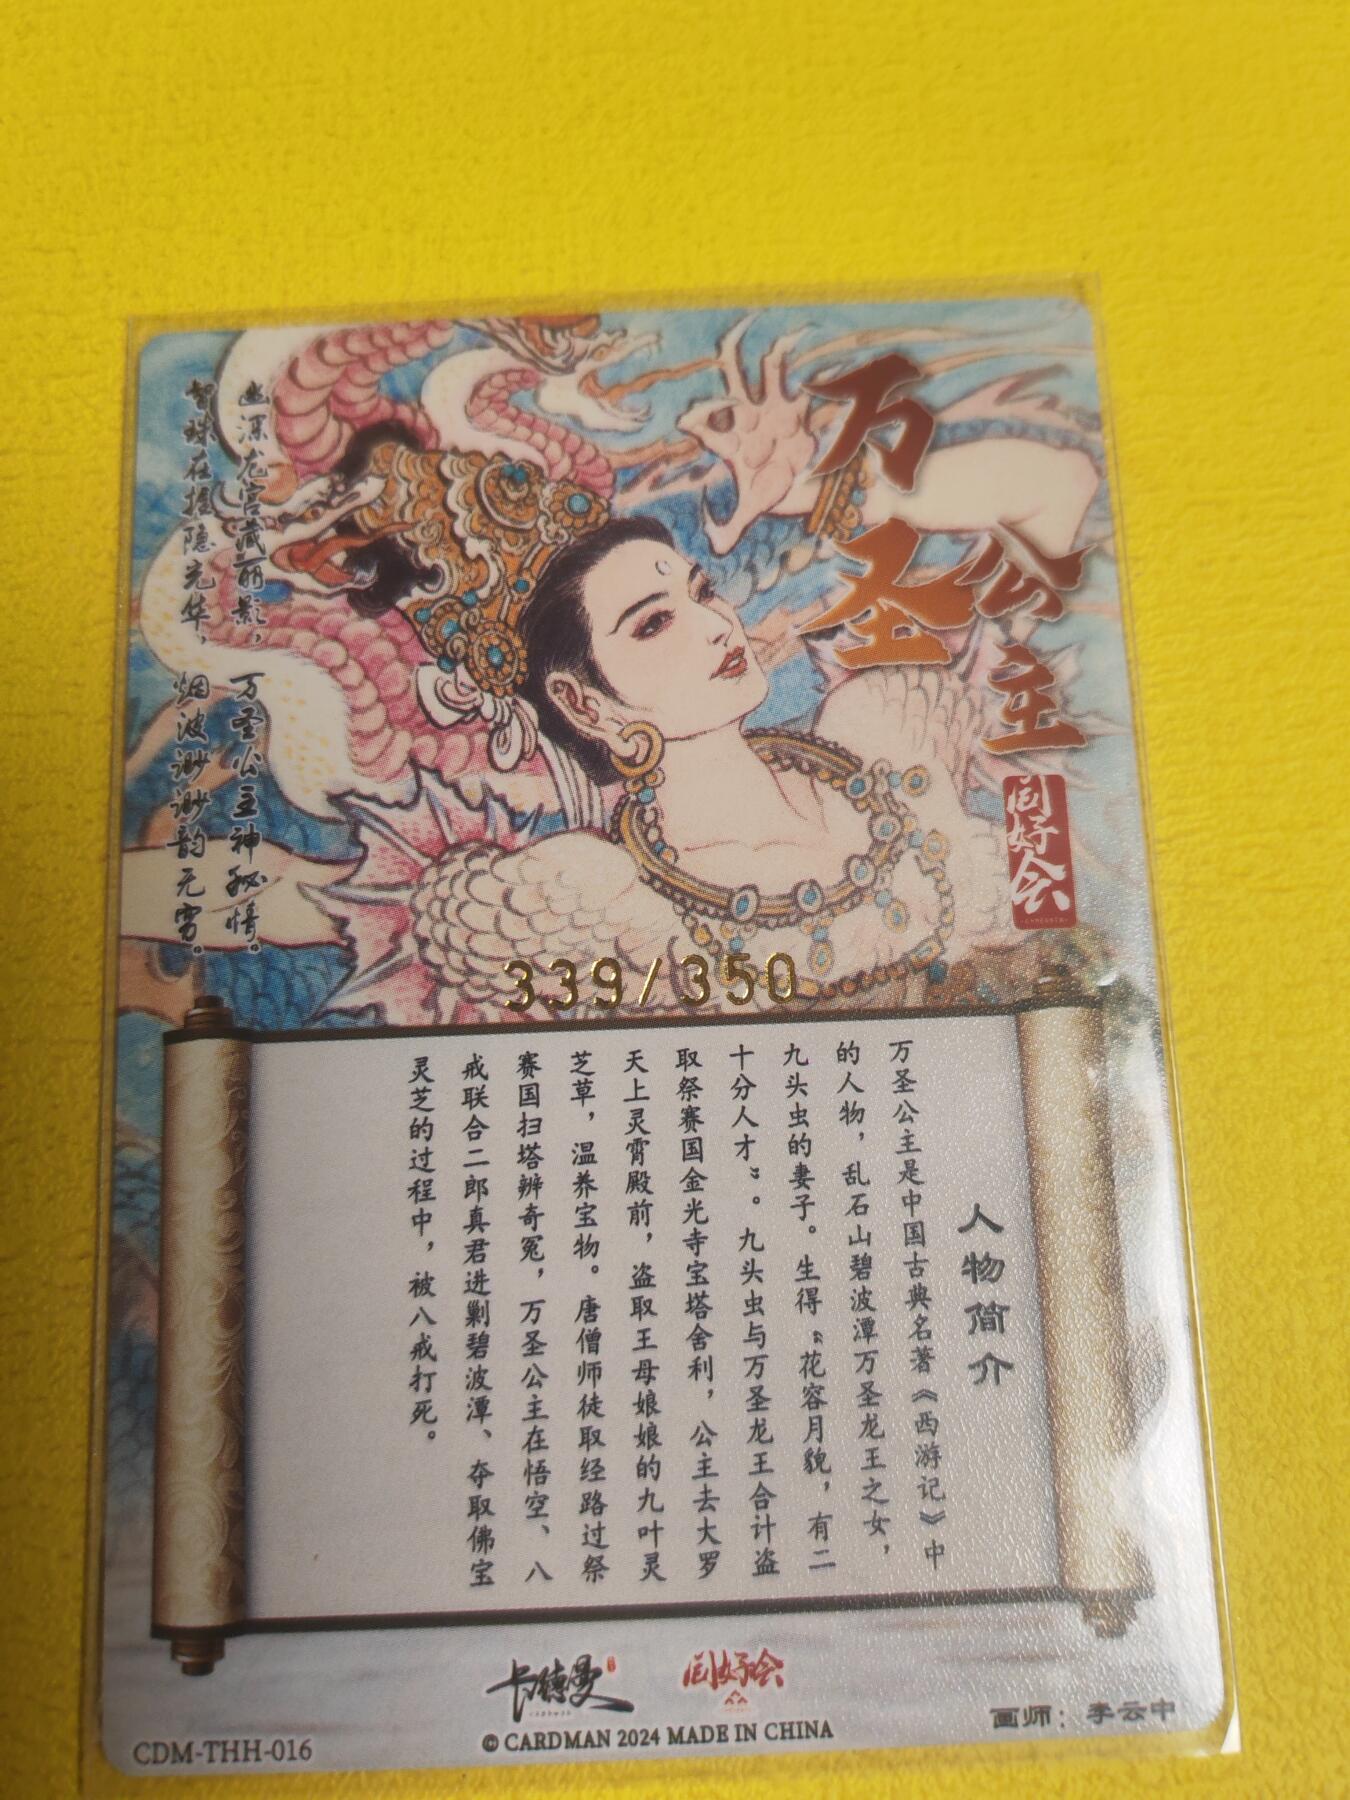 万圣
公主
同好会
幽深龙宫藏丽影，万圣公主神秘情。
智珠在握隐光华，烟波渺渺韵无穷。
339/350
人物简介
万圣公主是中国古典名著《西游记》中
的人物，乱石山碧波潭万圣龙王之女，
九头虫的妻子。生得“花容月貌，有二
十分人才”。九头虫与万圣龙王合计盗
取祭赛国金光寺宝塔舍利，公主去大罗
天上灵霄殿前，盗取王母娘娘的九叶灵
芝草，温养宝物。唐僧师徒取经路过祭
赛国扫塔辨奇冤，万圣公主在悟空、八
戒联合二郎真君进剿碧波潭、夺取佛宝
灵芝的过程中，被八戒打死。
卡德曼
同好会
© CARDMAN 2024 MADE IN CHINA
画师：李云中
CDM-THH-016